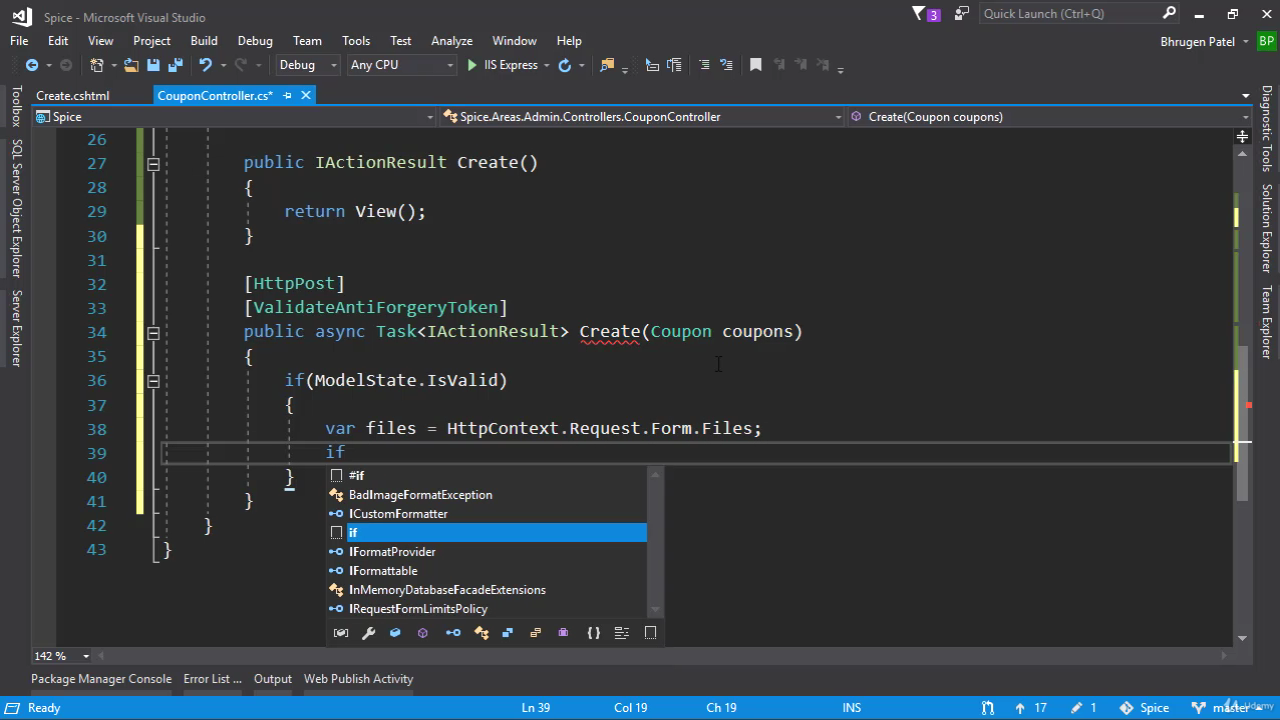 Spice - Microsoft Visual Studio
3
Quick Launch (Ctrl+Q)
File Edit View Project Build Debug Team Tools Test Analyze Window Help
Bhrugen Patel BP
Debug Any CPU IIS Express
Create.cshtml CouponController.cs*
Spice Spice.Areas.Admin.Controllers.CouponController Create(Coupon coupons)
Toolbox
SQL Server Object Explorer
Server Explorer
Diagnostic Tools
Solution Explorer
Team Explorer
26
27 public IActionResult Create()
28 {
29 return View();
30 }
31
32 [HttpPost]
33 [ValidateAntiForgeryToken]
34 public async Task<IActionResult> Create(Coupon coupons)
35 {
36 if(ModelState.IsValid)
37 {
38 var files = HttpContext.Request.Form.Files;
39 if
40 }
41 }
42 }
43 }
#if
BadImageFormatException
ICustomFormatter
if
IFormatProvider
IFormattable
InMemoryDatabaseFacadeExtensions
IRequestFormLimitsPolicy
142 %
Package Manager Console Error List ... Output Web Publish Activity
Ready Ln 39 Col 19 Ch 19 INS 17 1 Spice master
Udemy